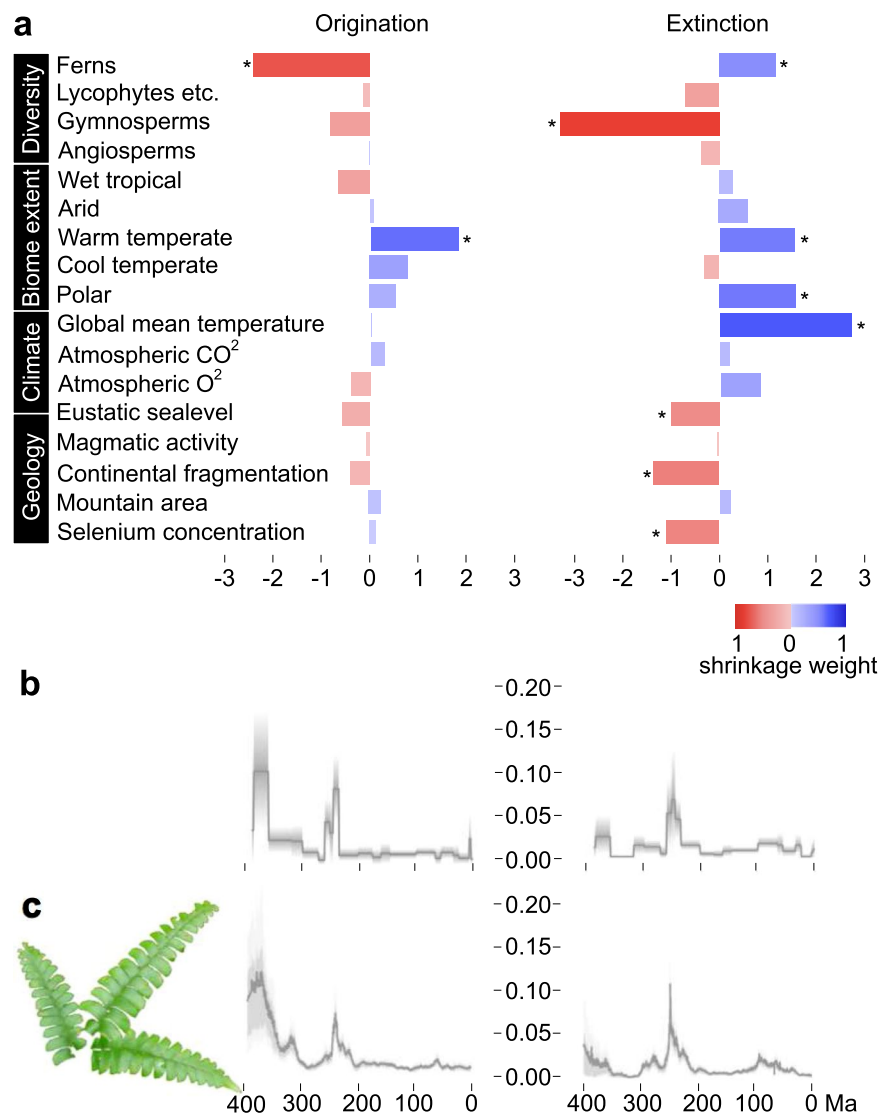 a
Origination Extinction
Diversity
Ferns * *
Lycophytes etc.
Gymnosperms *
Angiosperms
Biome extent
Wet tropical
Arid
Warm temperate * *
Cool temperate
Polar *
Climate
Global mean temperature *
Atmospheric CO²
Atmospheric O²
Geology
Eustatic sealevel *
Magmatic activity
Continental fragmentation *
Mountain area
Selenium concentration *
-3 -2 -1 0 1 2 3 -3 -2 -1 0 1 2 3
1 0 1
shrinkage weight
b
0.20
0.15
0.10
0.05
0.00
c
0.20
0.15
0.10
0.05
0.00
400 300 200 100 0 400 300 200 100 0 Ma